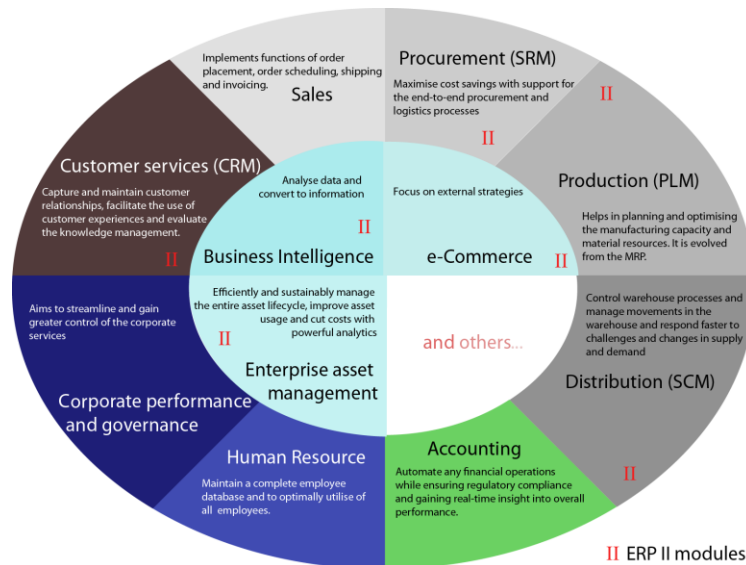 Implements functions of order
placement, order scheduling, shipping
and invoicing.
Sales
Procurement (SRM)
Maximise cost savings with support for
the end-to-end procurement and
logistics processes
II
II
Customer services (CRM)
Capture and maintain customer
relationships, facilitate the use of
customer experiences and evaluate
the knowledge management.
II
Analyse data and
convert to information
II
Business Intelligence
Focus on external strategies
e-Commerce
II
Production (PLM)
Helps in planning and optimising
the manufacturing capacity and
material resources. It is evolved
from the MRP.
Aims to streamline and gain
greater control of the corporate
services
Corporate performance
and governance
Efficiently and sustainably manage
the entire asset lifecycle, improve asset
usage and cut costs with
powerful analytics
II
Enterprise asset
management
and others...
Control warehouse processes and
manage movements in the
warehouse and respond faster to
challenges and changes in supply
and demand
Distribution (SCM)
II
Human Resource
Maintain a complete employee
database and to optimally utilise of
all employees.
Accounting
Automate any financial operations
while ensuring regulatory compliance
and gaining real-time insight into overall
performance.
II ERP II modules